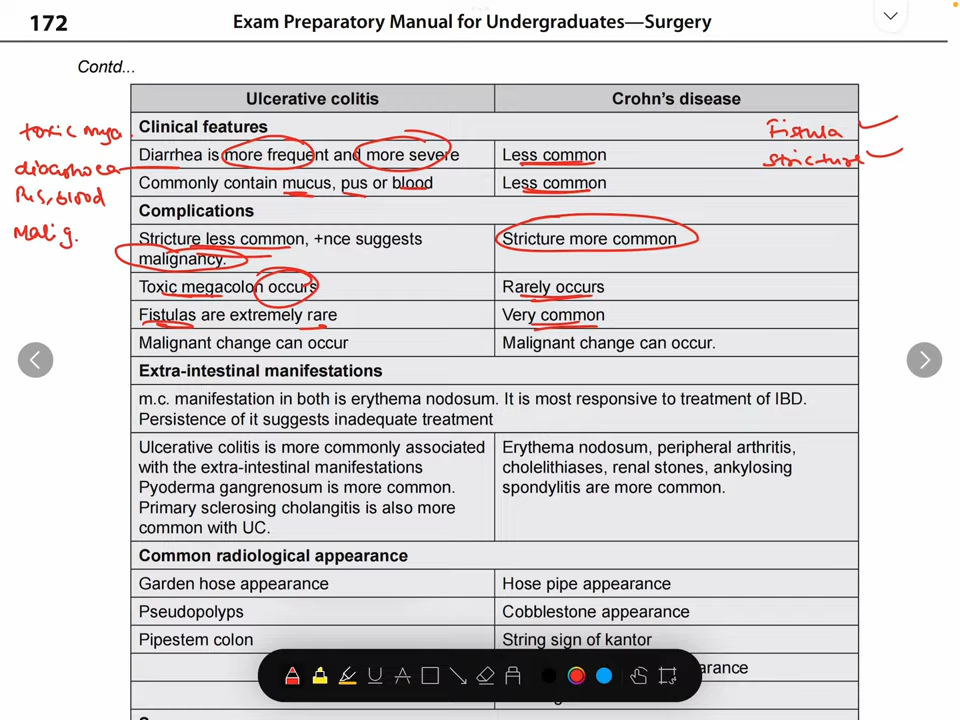 172
Exam Preparatory Manual for Undergraduates—Surgery
Contd...
Ulcerative colitis
Crohn's disease
Clinical features
Diarrhea is more frequent and more severe
Less common
Commonly contain mucus, pus or blood
Less common
Complications
Stricture less common, +nce suggests
malignancy.
Stricture more common
Toxic megacolon occurs
Rarely occurs
Fistulas are extremely rare
Very common
Malignant change can occur
Malignant change can occur.
Extra-intestinal manifestations
m.c. manifestation in both is erythema nodosum. It is most responsive to treatment of IBD.
Persistence of it suggests inadequate treatment
Ulcerative colitis is more commonly associated
with the extra-intestinal manifestations
Pyoderma gangrenosum is more common.
Primary sclerosing cholangitis is also more
common with UC.
Erythema nodosum, peripheral arthritis,
cholelithiases, renal stones, ankylosing
spondylitis are more common.
Common radiological appearance
Garden hose appearance
Hose pipe appearance
Pseudopolyps
Cobblestone appearance
Pipestem colon
String sign of kantor
toxic mga.
Pus, blood
Malig.
Fistula
Stricture